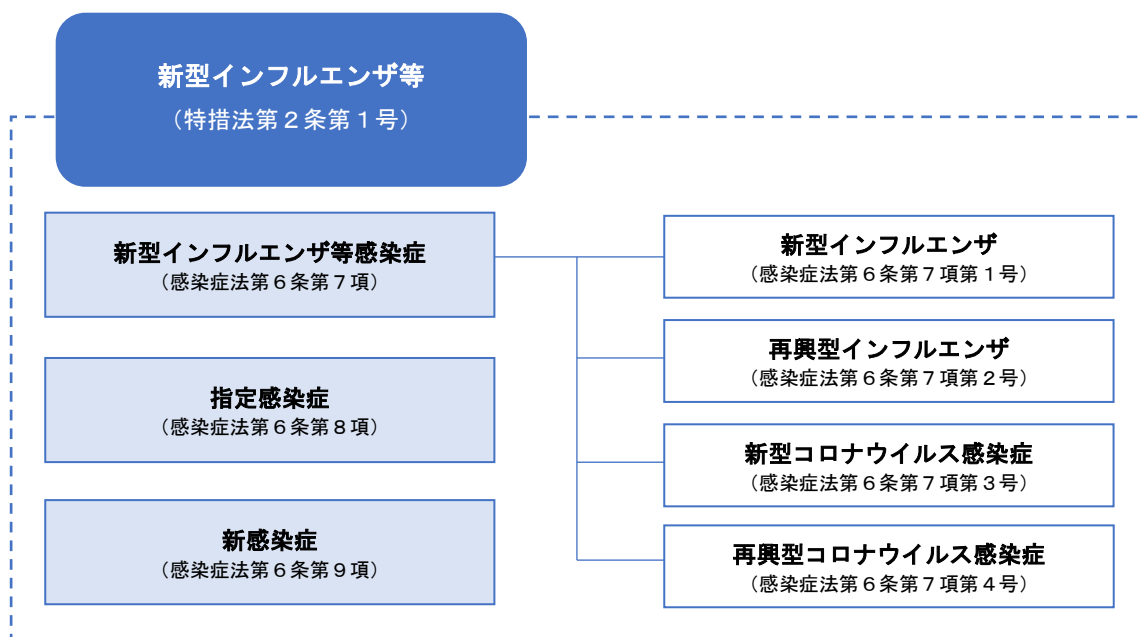 新型インフルエンザ等
（特措法第２条第１号）
新型インフルエンザ等感染症
（感染症法第６条第７項）
指定感染症
（感染症法第６条第８項）
新感染症
（感染症法第６条第９項）
新型インフルエンザ
（感染症法第６条第７項第１号）
再興型インフルエンザ
（感染症法第６条第７項第２号）
新型コロナウイルス感染症
（感染症法第６条第７項第３号）
再興型コロナウイルス感染症
（感染症法第６条第７項第４号）